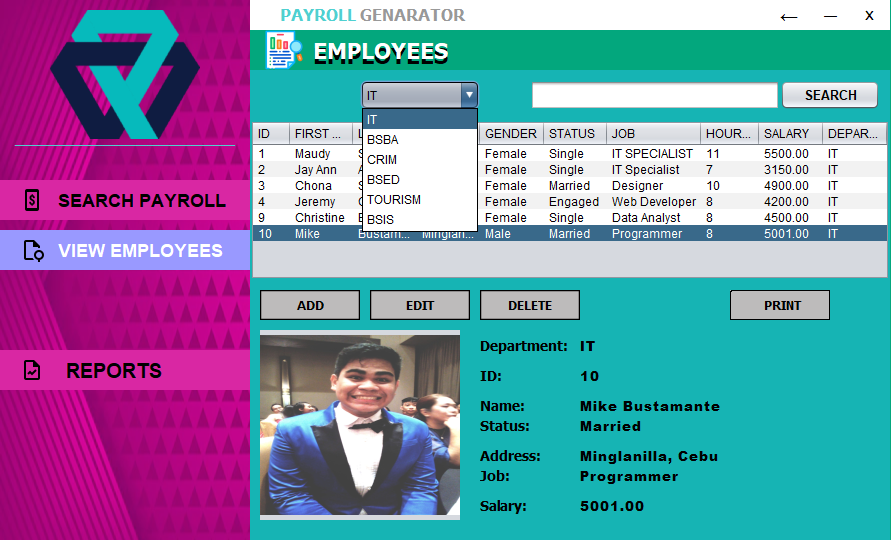 PAYROLL GENARATOR
← — X
EMPLOYEES
IT
SEARCH
IT
BSBA
CRIM
BSED
TOURISM
BSIS
ID FIRST ... GENDER STATUS JOB HOUR... SALARY DEPAR...
1 Maudy Female Single IT SPECIALIST 11 5500.00 IT
2 Jay Ann Female Single IT Specialist 7 3150.00 IT
3 Chona Female Married Designer 10 4900.00 IT
4 Jeremy Female Engaged Web Developer 8 4200.00 IT
9 Christine Female Single Data Analyst 8 4500.00 IT
10 Mike Bustam... Minglan... Male Married Programmer 8 5001.00 IT
SEARCH PAYROLL
VIEW EMPLOYEES
REPORTS
ADD EDIT DELETE PRINT
Department: IT
ID: 10
Name: Mike Bustamante
Status: Married
Address: Minglanilla, Cebu
Job: Programmer
Salary: 5001.00